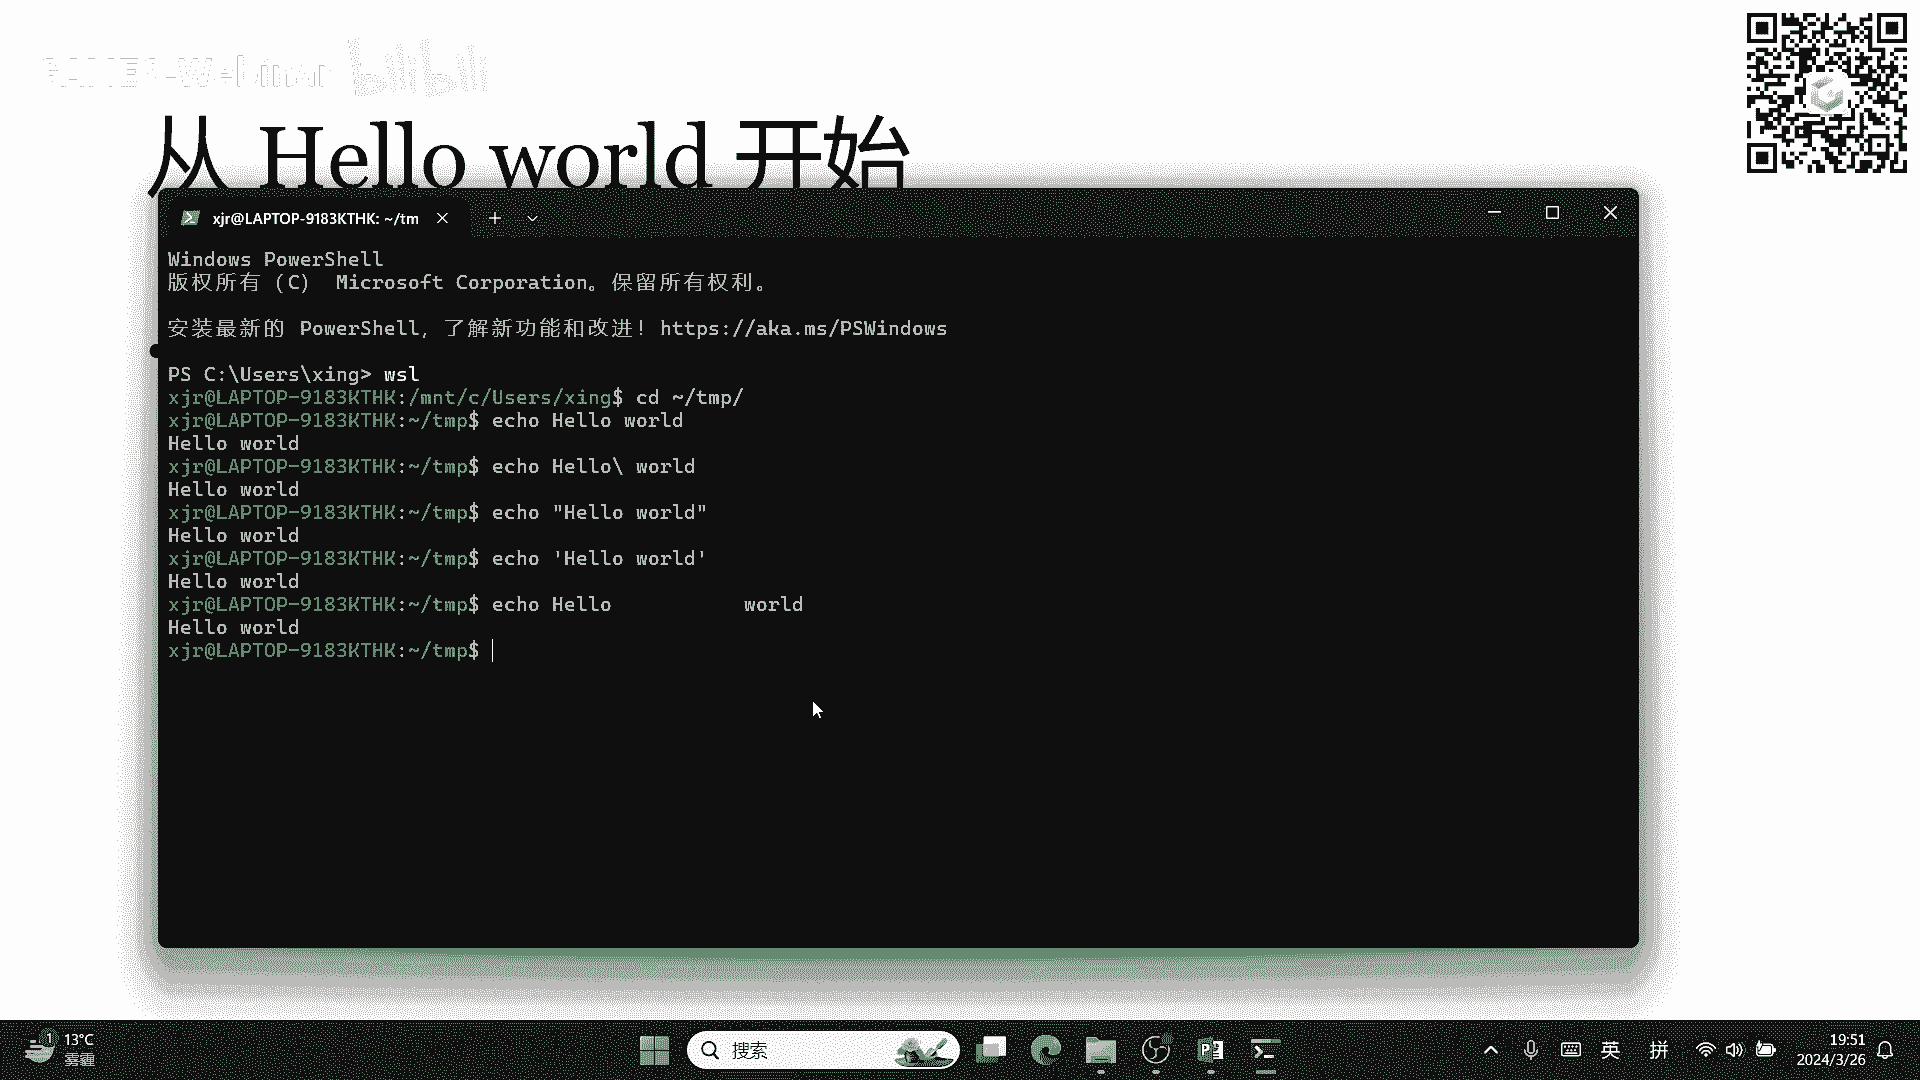 bilibili
从 Hello world 开始
xjr@LAPTOP-9183KTHK: ~/tm
Windows PowerShell
版权所有 (C) Microsoft Corporation。保留所有权利。
安装最新的 PowerShell，了解新功能和改进！https://aka.ms/PSWindows
PS C:\Users\xing> wsl
xjr@LAPTOP-9183KTHK:/mnt/c/Users/xing$ cd ~/tmp/
xjr@LAPTOP-9183KTHK:~/tmp$ echo Hello world
Hello world
xjr@LAPTOP-9183KTHK:~/tmp$ echo Hello\ world
Hello world
xjr@LAPTOP-9183KTHK:~/tmp$ echo "Hello world"
Hello world
xjr@LAPTOP-9183KTHK:~/tmp$ echo 'Hello world'
Hello world
xjr@LAPTOP-9183KTHK:~/tmp$ echo Hello           world
Hello world
xjr@LAPTOP-9183KTHK:~/tmp$
1
13°C
雾霾
搜索
英 拼
19:51
2024/3/26